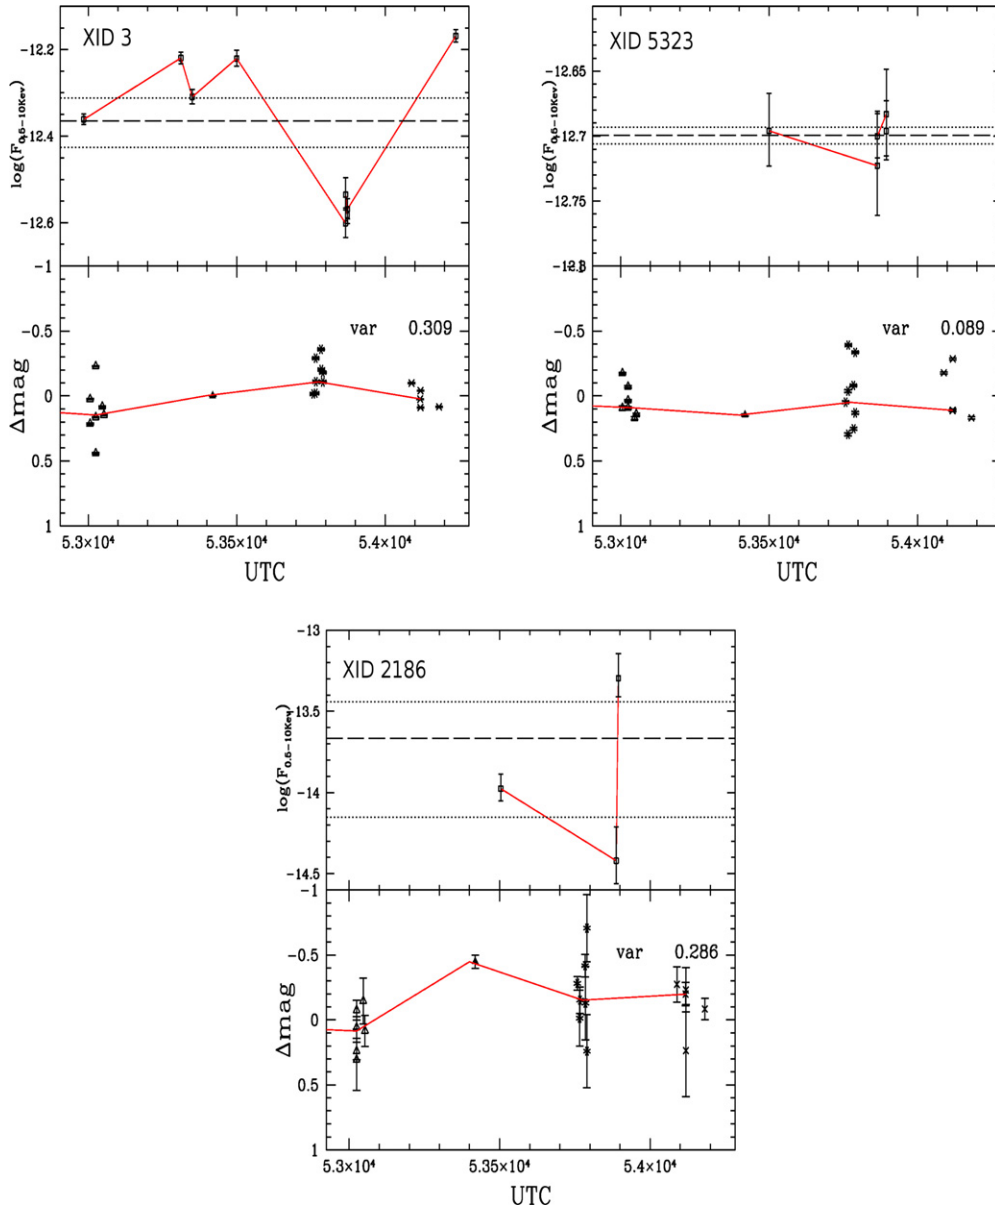 XID 3
log(F0.5−10Kev)
−12.2
−12.4
−12.6
−1
var 0.309
Δmag
−0.5
0
0.5
1
5.3×10⁴ 5.35×10⁴ 5.4×10⁴
UTC
XID 5323
log(F0.5−10Kev)
−12.65
−12.7
−12.75
var 0.089
Δmag
−0.5
0
0.5
1
5.3×10⁴ 5.35×10⁴ 5.4×10⁴
UTC
XID 2186
log(F0.5−10Kev)
−13
−13.5
−14
−14.5
−1
var 0.286
Δmag
−0.5
0
0.5
1
5.3×10⁴ 5.35×10⁴ 5.4×10⁴
UTC